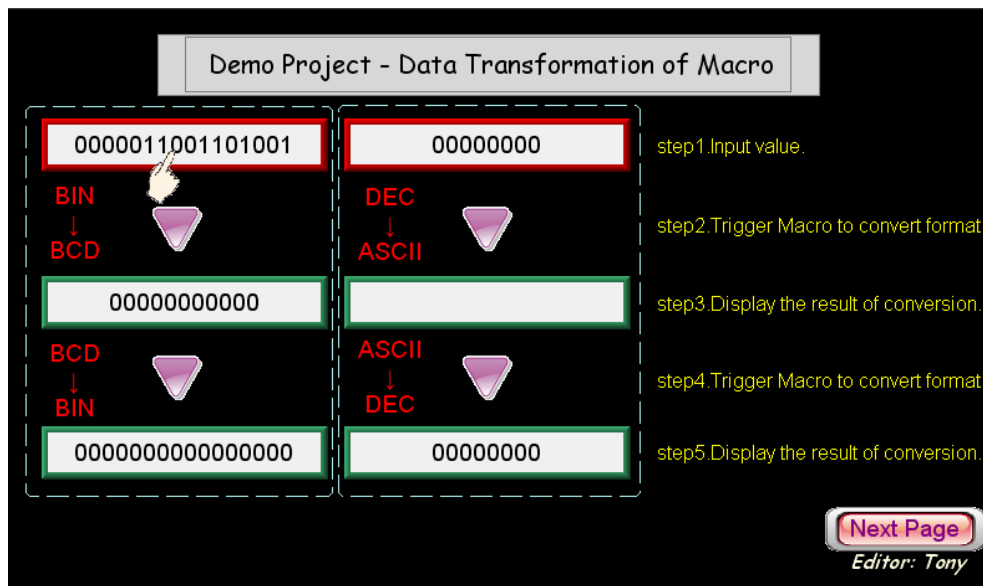 Demo Project - Data Transformation of Macro
0000011001101001
00000000
step1.Input value.
BIN
↓
BCD
DEC
↓
ASCII
step2.Trigger Macro to convert format
00000000000
step3.Display the result of conversion.
BCD
↓
BIN
ASCII
↓
DEC
step4.Trigger Macro to convert format
0000000000000000
00000000
step5.Display the result of conversion.
Next Page
Editor: Tony